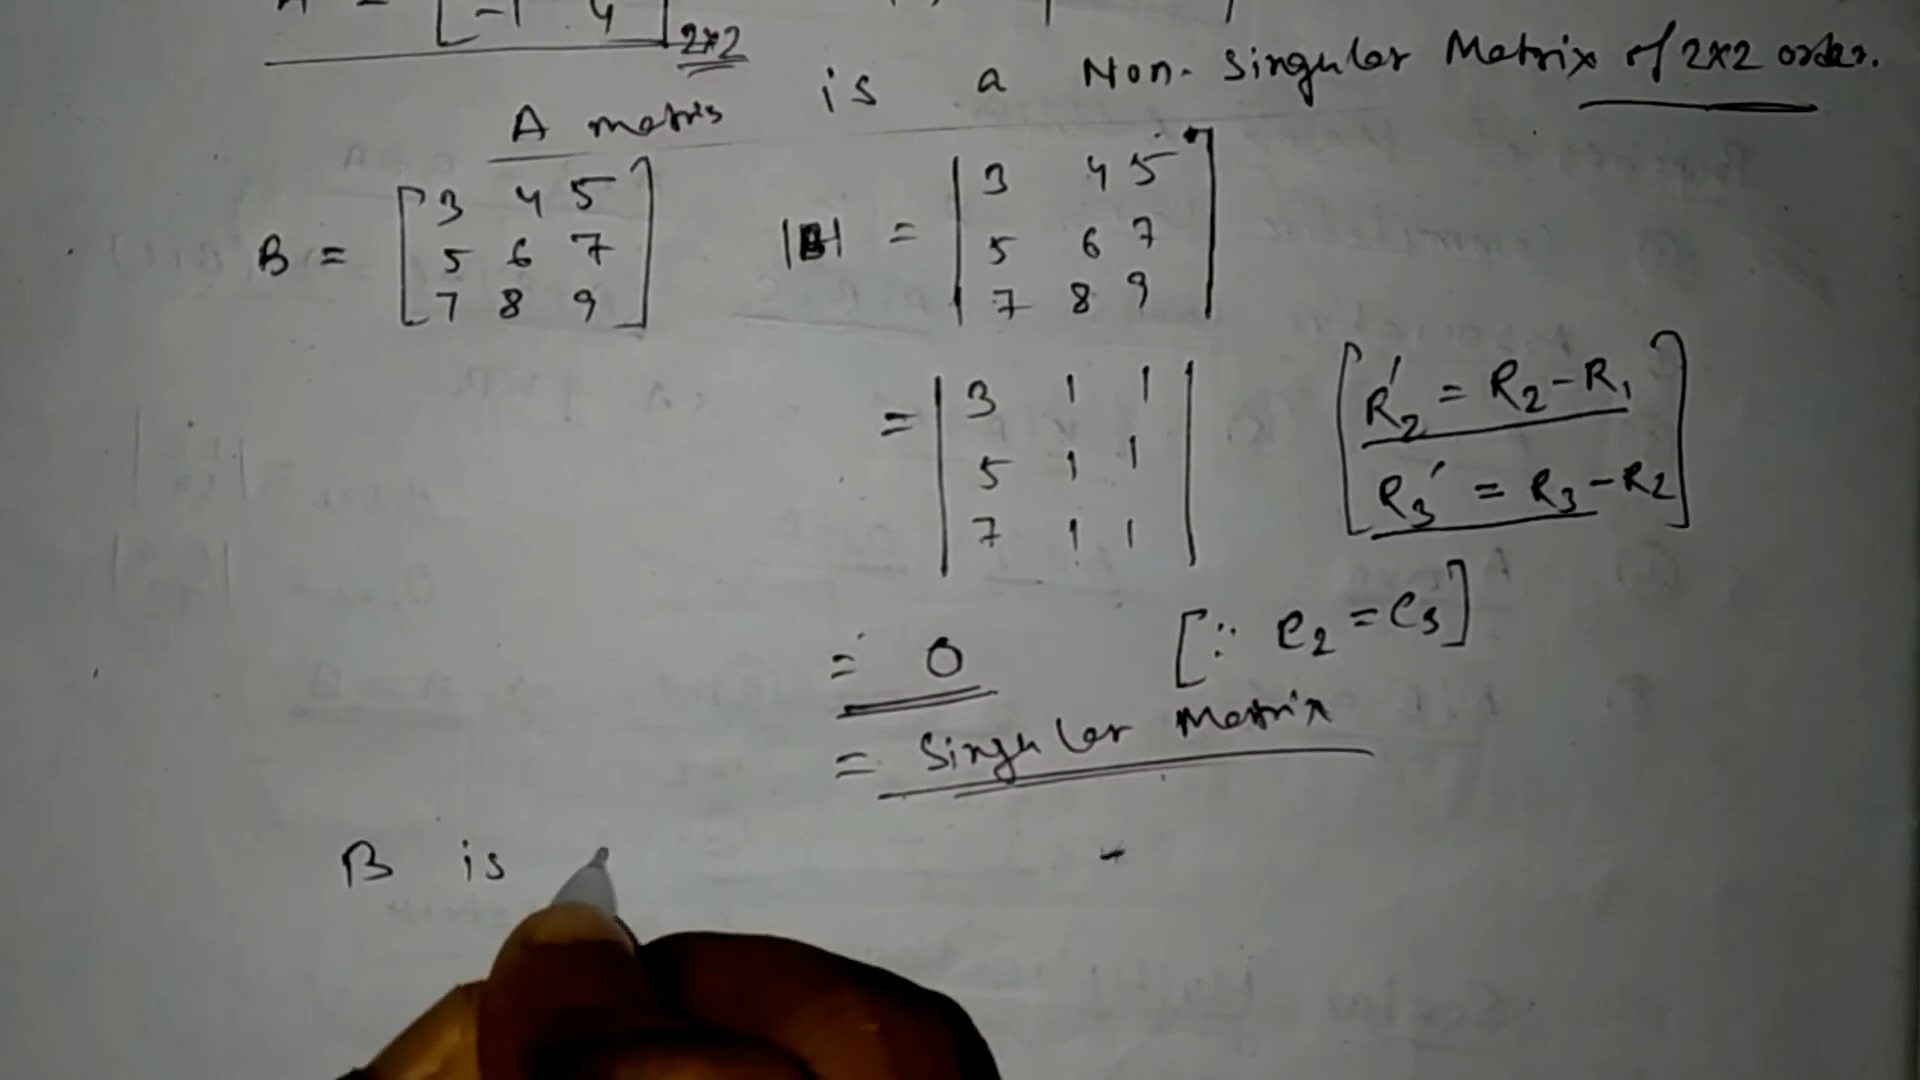 [-1 4]2×2
A matrix is a Non-Singular Matrix of 2×2 order.
B = [3 4 5
5 6 7
7 8 9]
|B| = |3 4 5
5 6 7
7 8 9|
= |3 1 1
5 1 1
7 1 1|
[R2' = R2-R1
R3' = R3-R2]
= 0 [∵ C2 = C3]
= Singular Matrix
B is